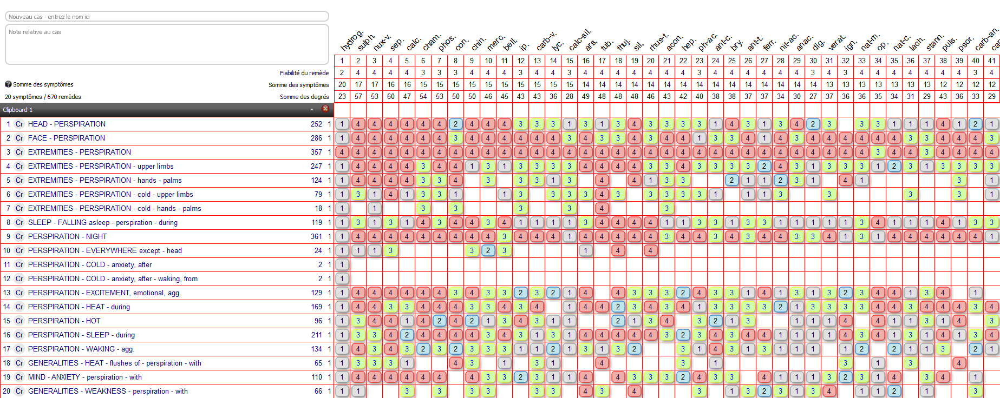 Nouveau cas - entrez le nom ici
Note relative au cas
hydrog. sulph. nux-v. sep. calc. cham. phos. con. chin. merc. bell. ip. carb-v. lyc. calc-sil. ars. tub. thuj. sil. rhus-t. acon. hep. ph-ac. ant-c. bry. ant-t. ferr. nit-ac. anac. dig. verat. ign. nat-m. op. nat-c. lach. stann. puls. psor. carb-an. car
1 2 3 4 5 6 7 8 9 10 11 12 13 14 15 16 17 18 19 20 21 22 23 24 25 26 27 28 29 30 31 32 33 34 35 36 37 38 39 40 41
Fiabilité du remède 2 4 4 4 4 3 3 3 4 4 4 3 4 4 3 4 4 4 4 4 4 4 3 4 4 4 4 4 4 3 4 3 4 4 4 4 4 4 4 3 4
Somme des symptômes Somme des symptômes 20 17 17 16 16 15 15 15 15 15 15 15 15 15 15 14 14 14 14 14 14 14 14 14 14 14 14 14 14 14 13 13 13 13 13 13 12 12 12 12 12
20 symptômes / 670 remèdes Somme des degrés 23 57 53 60 47 54 53 50 50 46 45 43 43 36 28 49 48 48 48 46 43 42 40 38 38 37 37 34 30 27 37 36 36 34 34 31 29 43 36 33 29
Clipboard 1
1 Cr HEAD - PERSPIRATION 252 1 1 4 4 4 4 4 4 2 4 4 4 3 3 3 1 3 1 3 4 3 3 3 3 1 4 3 1 3 4 2 3 3 3 1 1 1 4 1 2 1
2 Cr FACE - PERSPIRATION 286 1 1 4 4 4 4 4 4 3 4 4 4 4 4 4 3 4 3 3 4 3 4 4 1 3 3 4 1 4 3 4 4 4 4 4 4 3 3 4 4 4 3
3 Cr EXTREMITIES - PERSPIRATION 357 1 4 4 4 4 4 4 4 4 4 4 4 4 4 4 4 4 4 4 4 4 4 4 4 4 4 4 4 4 4 4 4 4 4 3 4 4 3 4 4 4 4
4 Cr EXTREMITIES - PERSPIRATION - upper limbs 247 1 1 4 4 4 4 3 4 4 1 3 1 3 3 3 3 4 4 4 4 3 3 4 3 3 3 3 2 4 3 1 3 3 3 1 2 3 1 3 3 3 3
5 Cr EXTREMITIES - PERSPIRATION - hands - palms 124 1 1 4 4 4 4 3 3 4 3 3 3 1 3 4 4 1 3 3 2 1 1 2 3 1 4 1 3 1
6 Cr EXTREMITIES - PERSPIRATION - cold - upper limbs 79 1 1 3 1 4 1 3 3 1 1 3 3 3 3 4 3 3 3 3 3 1 1 1 3 3 3 3 1
7 Cr EXTREMITIES - PERSPIRATION - cold - hands - palms 18 1 1 1 3 3 3 3 4 3
8 Cr SLEEP - FALLING asleep - perspiration - during 119 1 1 3 1 3 1 4 3 4 4 3 4 1 1 1 1 3 4 4 4 4 1 1 3 3 1 3 3 1 1 1 1 1 3 4 1 1 1 4 1 3 3
9 Cr PERSPIRATION - NIGHT 361 1 1 4 4 4 4 4 4 4 4 4 3 4 4 4 1 4 4 4 4 4 3 4 4 3 4 3 4 4 3 3 4 1 3 1 4 4 4 4 4 4 1
10 Cr PERSPIRATION - EVERYWHERE except - head 24 1 1 1 1 3 3 2 3 1 4 4
11 Cr PERSPIRATION - COLD - anxiety, after 2 1 1
12 Cr PERSPIRATION - COLD - anxiety, after - waking, from 2 1 1
13 Cr PERSPIRATION - EXCITEMENT, emotional, agg. 129 1 1 4 4 4 4 4 4 3 4 3 3 2 3 2 1 4 4 3 3 3 2 4 3 3 1 4 1 3 1 3 2 3 4 4 1 3 4 1
14 Cr PERSPIRATION - HEAT - during 169 1 1 4 4 3 3 4 4 4 3 3 4 3 4 1 4 4 2 3 4 3 4 1 3 3 3 3 2 1 3 3 3 3 4 4 4 4 4 4 3 4
15 Cr PERSPIRATION - HOT 96 1 1 3 4 4 1 4 2 4 2 1 3 4 3 1 1 2 1 3 4 3 2 1 3 1 1 1 4 4 1 1 3 1 4 3
16 Cr PERSPIRATION - SLEEP - during 211 1 1 3 3 4 2 4 4 4 4 3 4 3 1 3 1 4 4 4 4 4 3 2 3 4 3 4 4 1 1 1 1 4 3 4 1 3 1 4 1 3 4
17 Cr PERSPIRATION - WAKING - agg. 134 1 1 4 3 4 3 2 3 2 3 3 3 1 1 2 1 3 1 3 2 3 1 4 3 1 3 1 1 1 1 2 2 1 1 3 2 1
18 Cr GENERALITIES - HEAT - flushes of - perspiration - with 65 1 1 3 3 3 1 4 3 1 3 1 4 3 1 3 1 3 4
19 Cr MIND - ANXIETY - perspiration - with 110 1 1 4 4 4 4 4 4 4 3 3 2 3 1 1 4 4 3 3 3 2 4 3 3 4 1 1 1 3 2 3 1 4 3 4 1
20 Cr GENERALITIES - WEAKNESS - perspiration - with 66 1 1 1 3 3 3 3 3 3 4 3 4 3 1 3 2 3 1 3 4 1 1 2 1 3